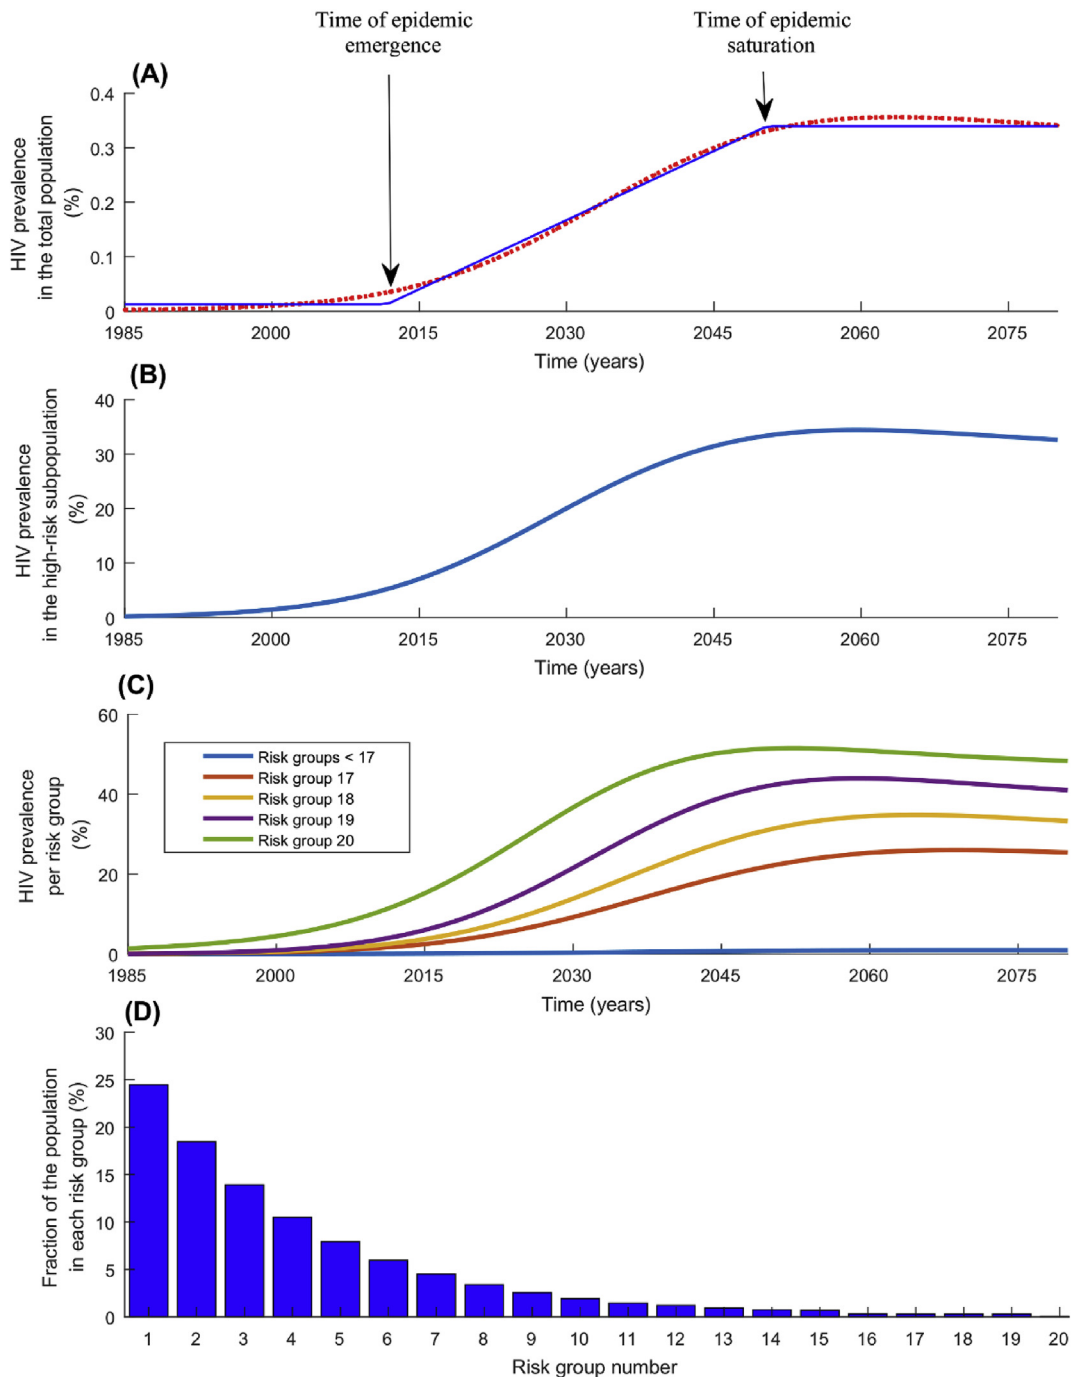 Time of epidemic
emergence
Time of epidemic
saturation
(A)
HIV prevalence
in the total population
(%)
0.4
0.3
0.2
0.1
0
1985 2000 2015 2030 2045 2060 2075
Time (years)
(B)
HIV prevalence
in the high-risk subpopulation
(%)
40
30
20
10
0
1985 2000 2015 2030 2045 2060 2075
Time (years)
(C)
HIV prevalence
per risk group
(%)
60
40
20
0
Risk groups < 17
Risk group 17
Risk group 18
Risk group 19
Risk group 20
1985 2000 2015 2030 2045 2060 2075
Time (years)
(D)
Fraction of the population
in each risk group (%)
30
25
20
15
10
5
0
1 2 3 4 5 6 7 8 9 10 11 12 13 14 15 16 17 18 19 20
Risk group number